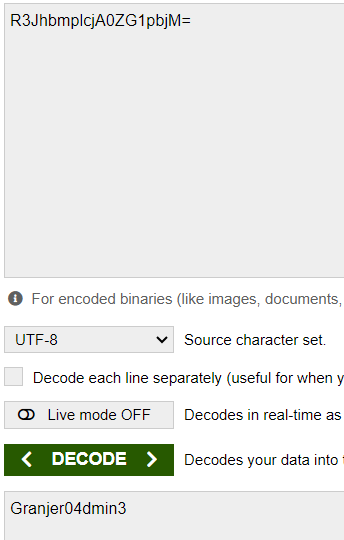 R3JhbmplcjA0ZG1pbjM=
For encoded binaries (like images, documents,
UTF-8 Source character set.
Decode each line separately (useful for when y
Live mode OFF Decodes in real-time as
DECODE Decodes your data into
Granjer04dmin3